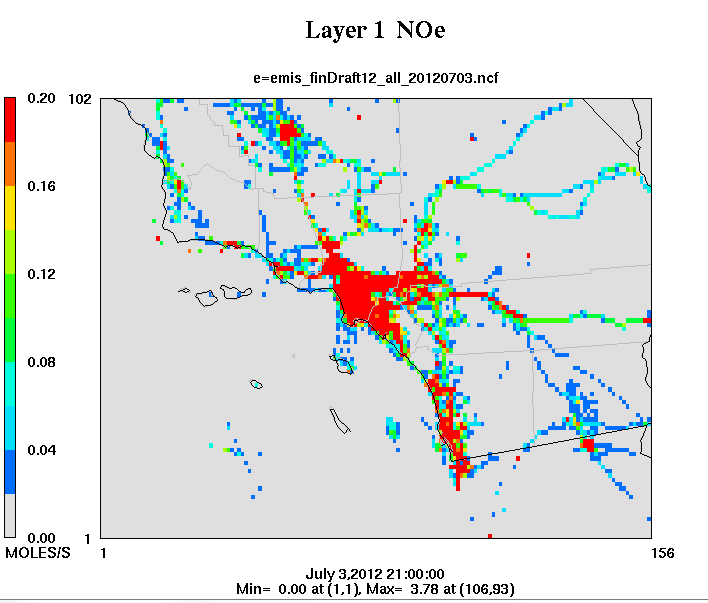 Layer 1 NOe
e=emis_finDraft12_all_20120703.ncf
0.20
102
0.16
0.12
0.08
0.04
0.00
1
MOLES/S
1
156
July 3,2012 21:00:00
Min= 0.00 at (1,1), Max= 3.78 at (106,93)